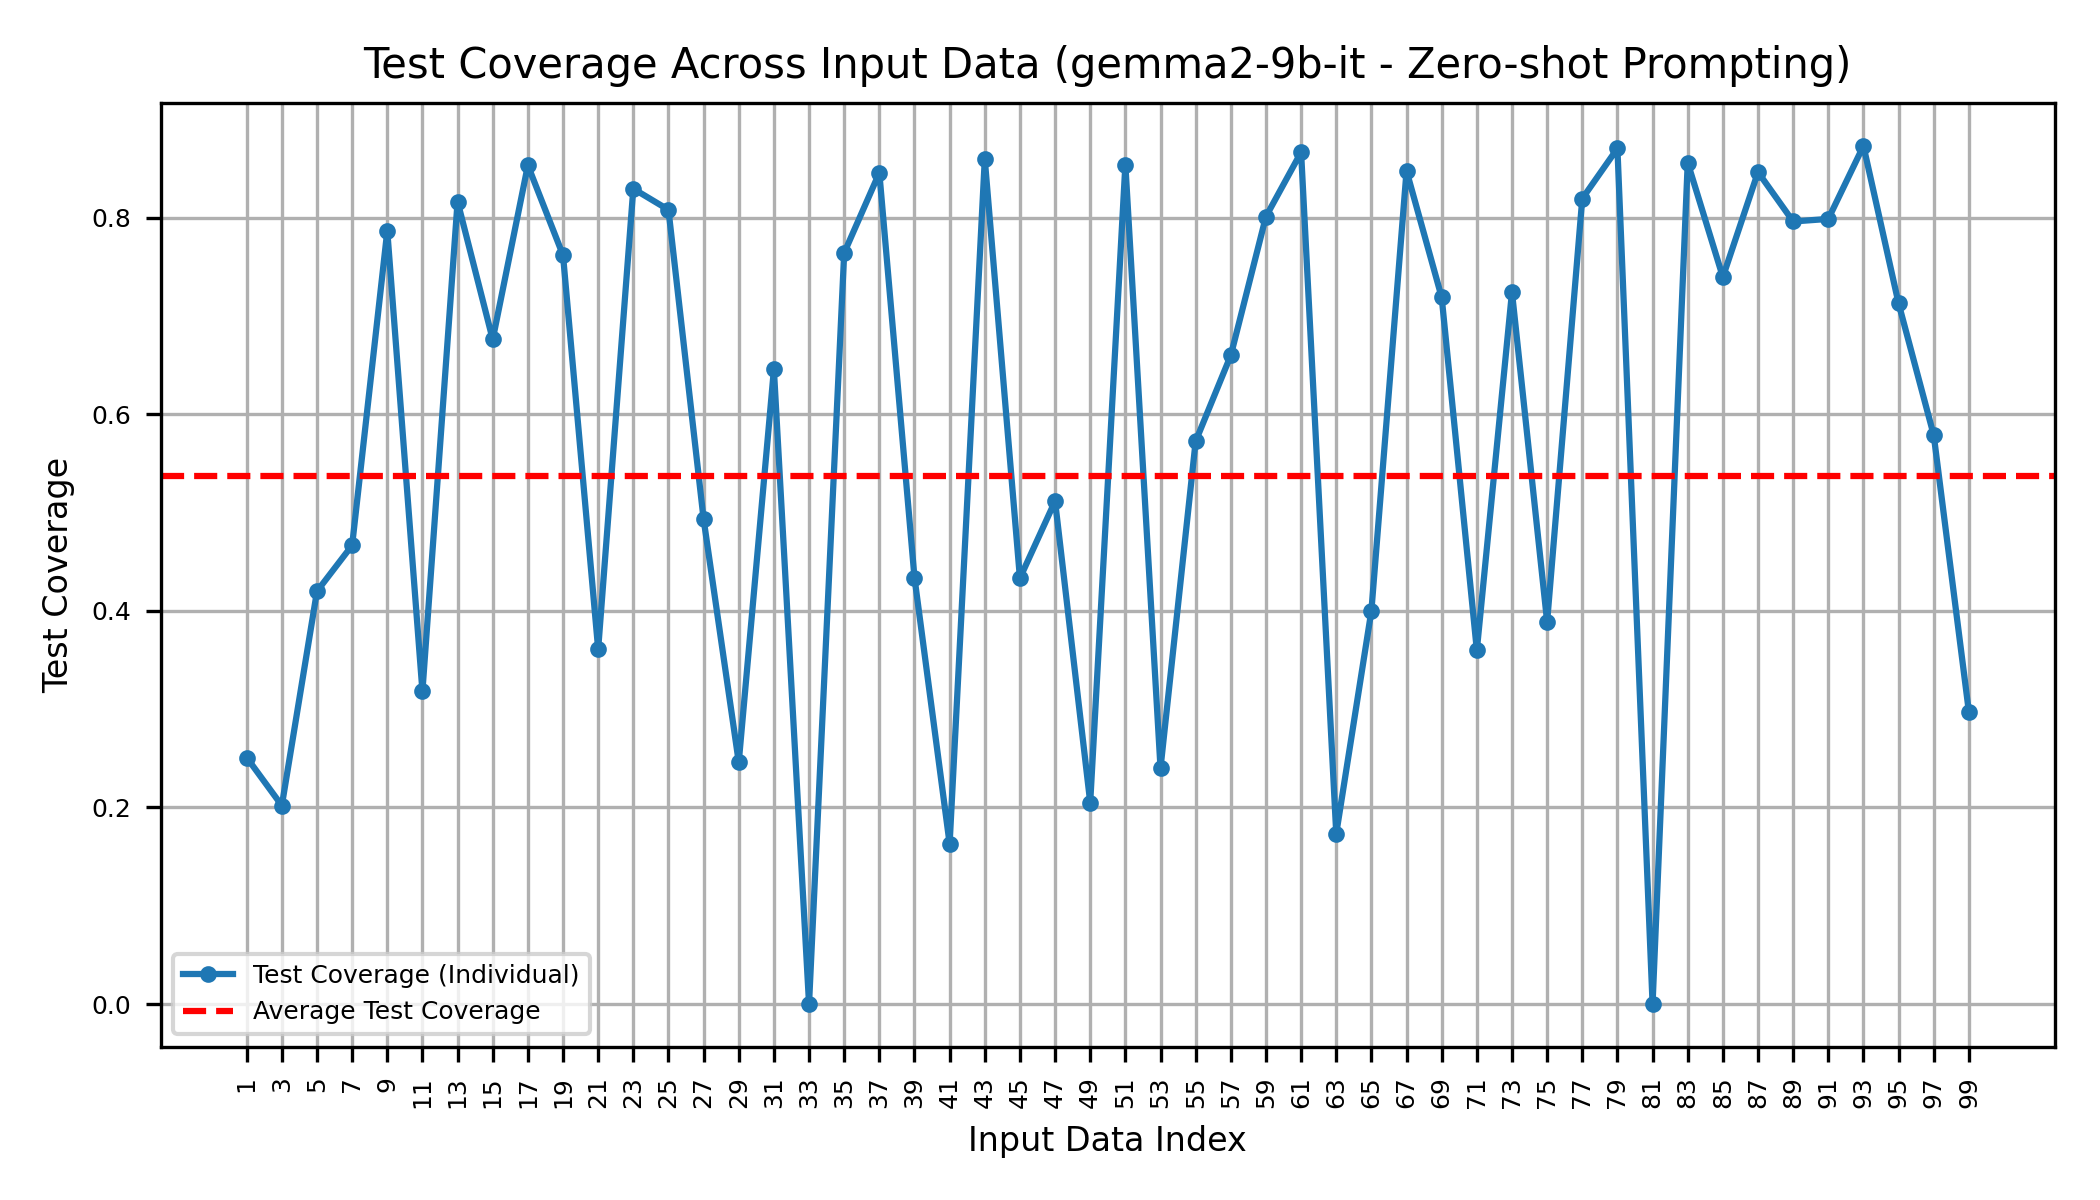 Test Coverage Across Input Data (gemma2-9b-it - Zero-shot Prompting)
Test Coverage
0.8
0.6
0.4
0.2
0.0
Test Coverage (Individual)
Average Test Coverage
1 3 5 7 9 11 13 15 17 19 21 23 25 27 29 31 33 35 37 39 41 43 45 47 49 51 53 55 57 59 61 63 65 67 69 71 73 75 77 79 81 83 85 87 89 91 93 95 97 99
Input Data Index